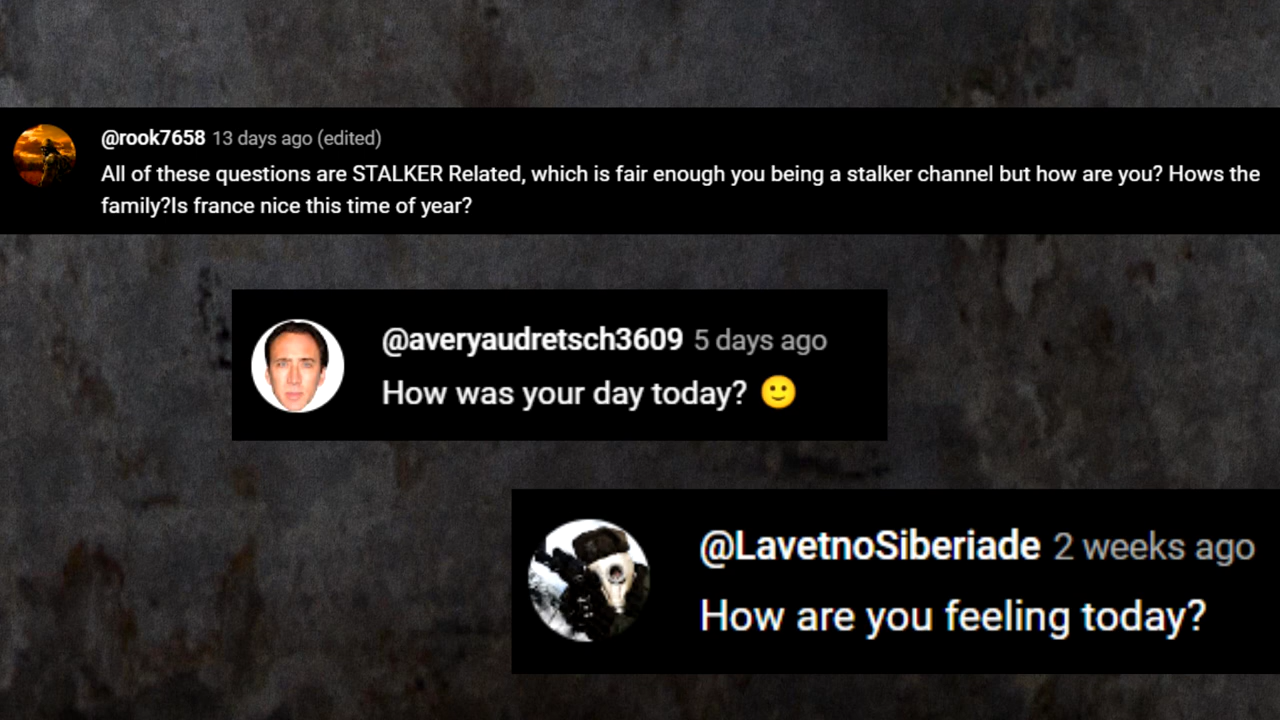 @rook7658 13 days ago (edited)
All of these questions are STALKER Related, which is fair enough you being a stalker channel but how are you? Hows the
family?Is france nice this time of year?
@averyaudretsch3609 5 days ago
How was your day today? 🙂
@LavetnoSiberiade 2 weeks ago
How are you feeling today?